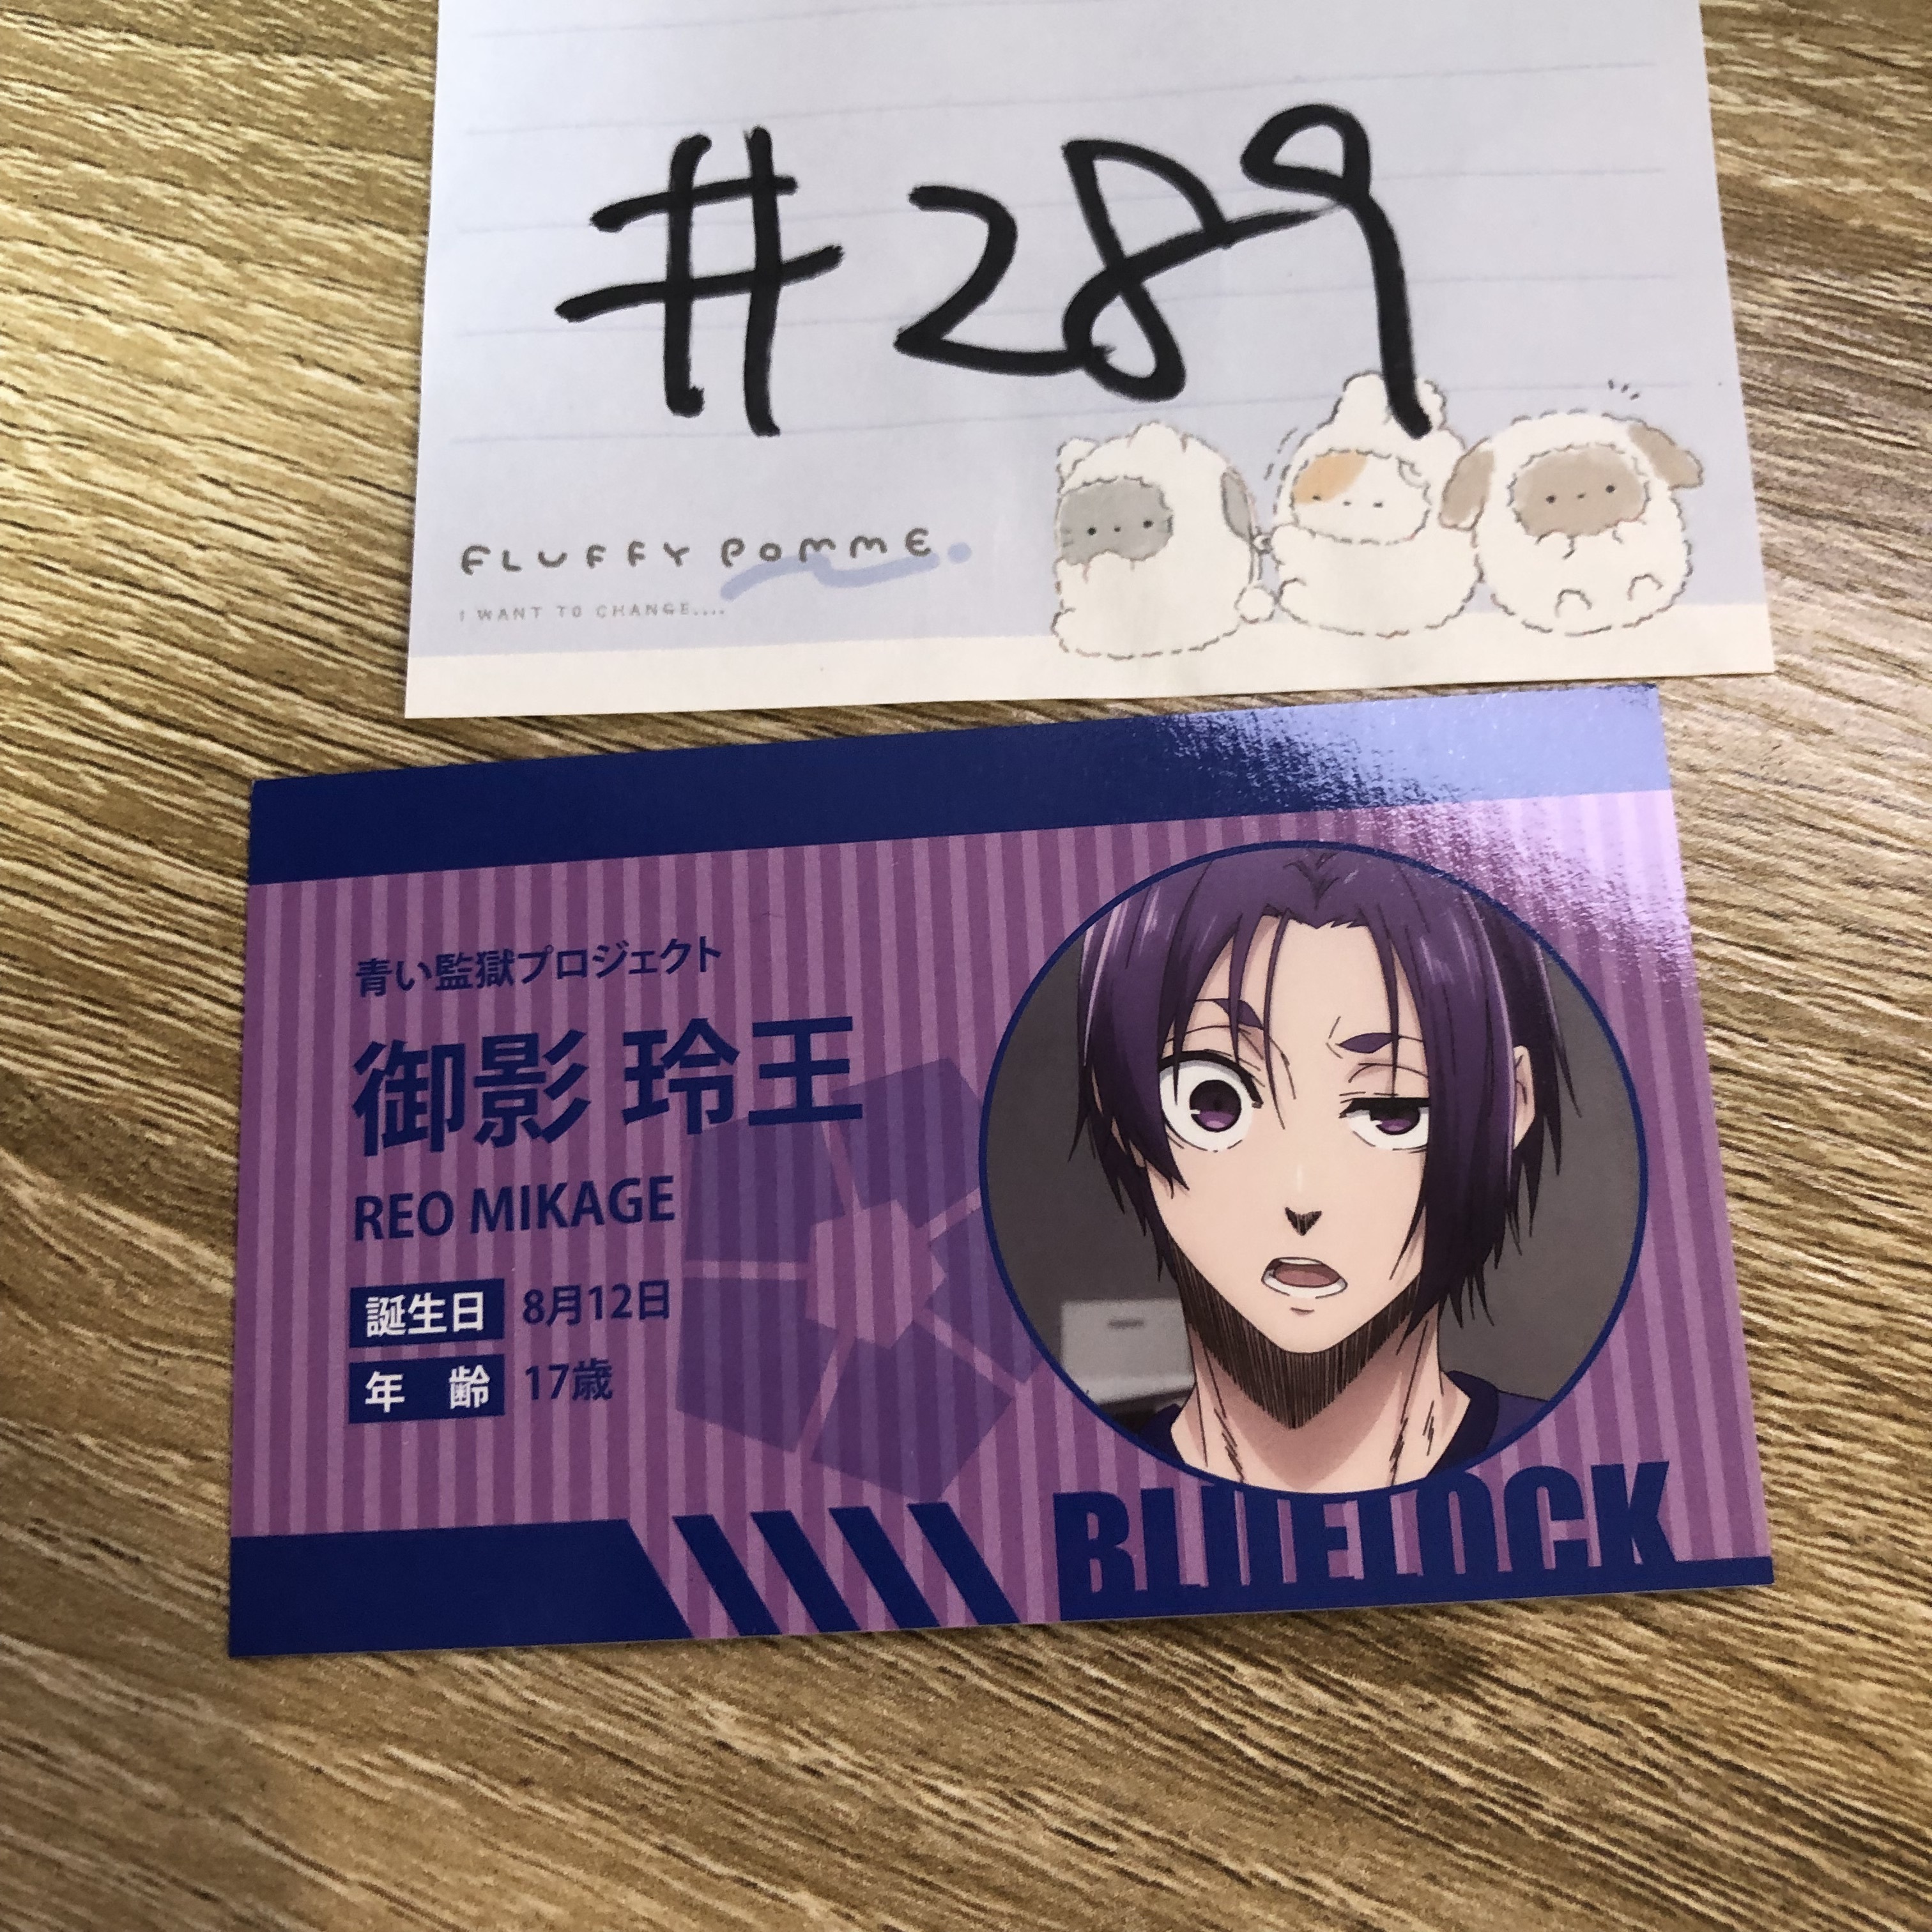 #289
FLUFFY POMME
I WANT TO CHANGE....
青い監獄プロジェクト
御影 玲王
REO MIKAGE
誕生日 8月12日
年 齢 17歳
BLUELOCK